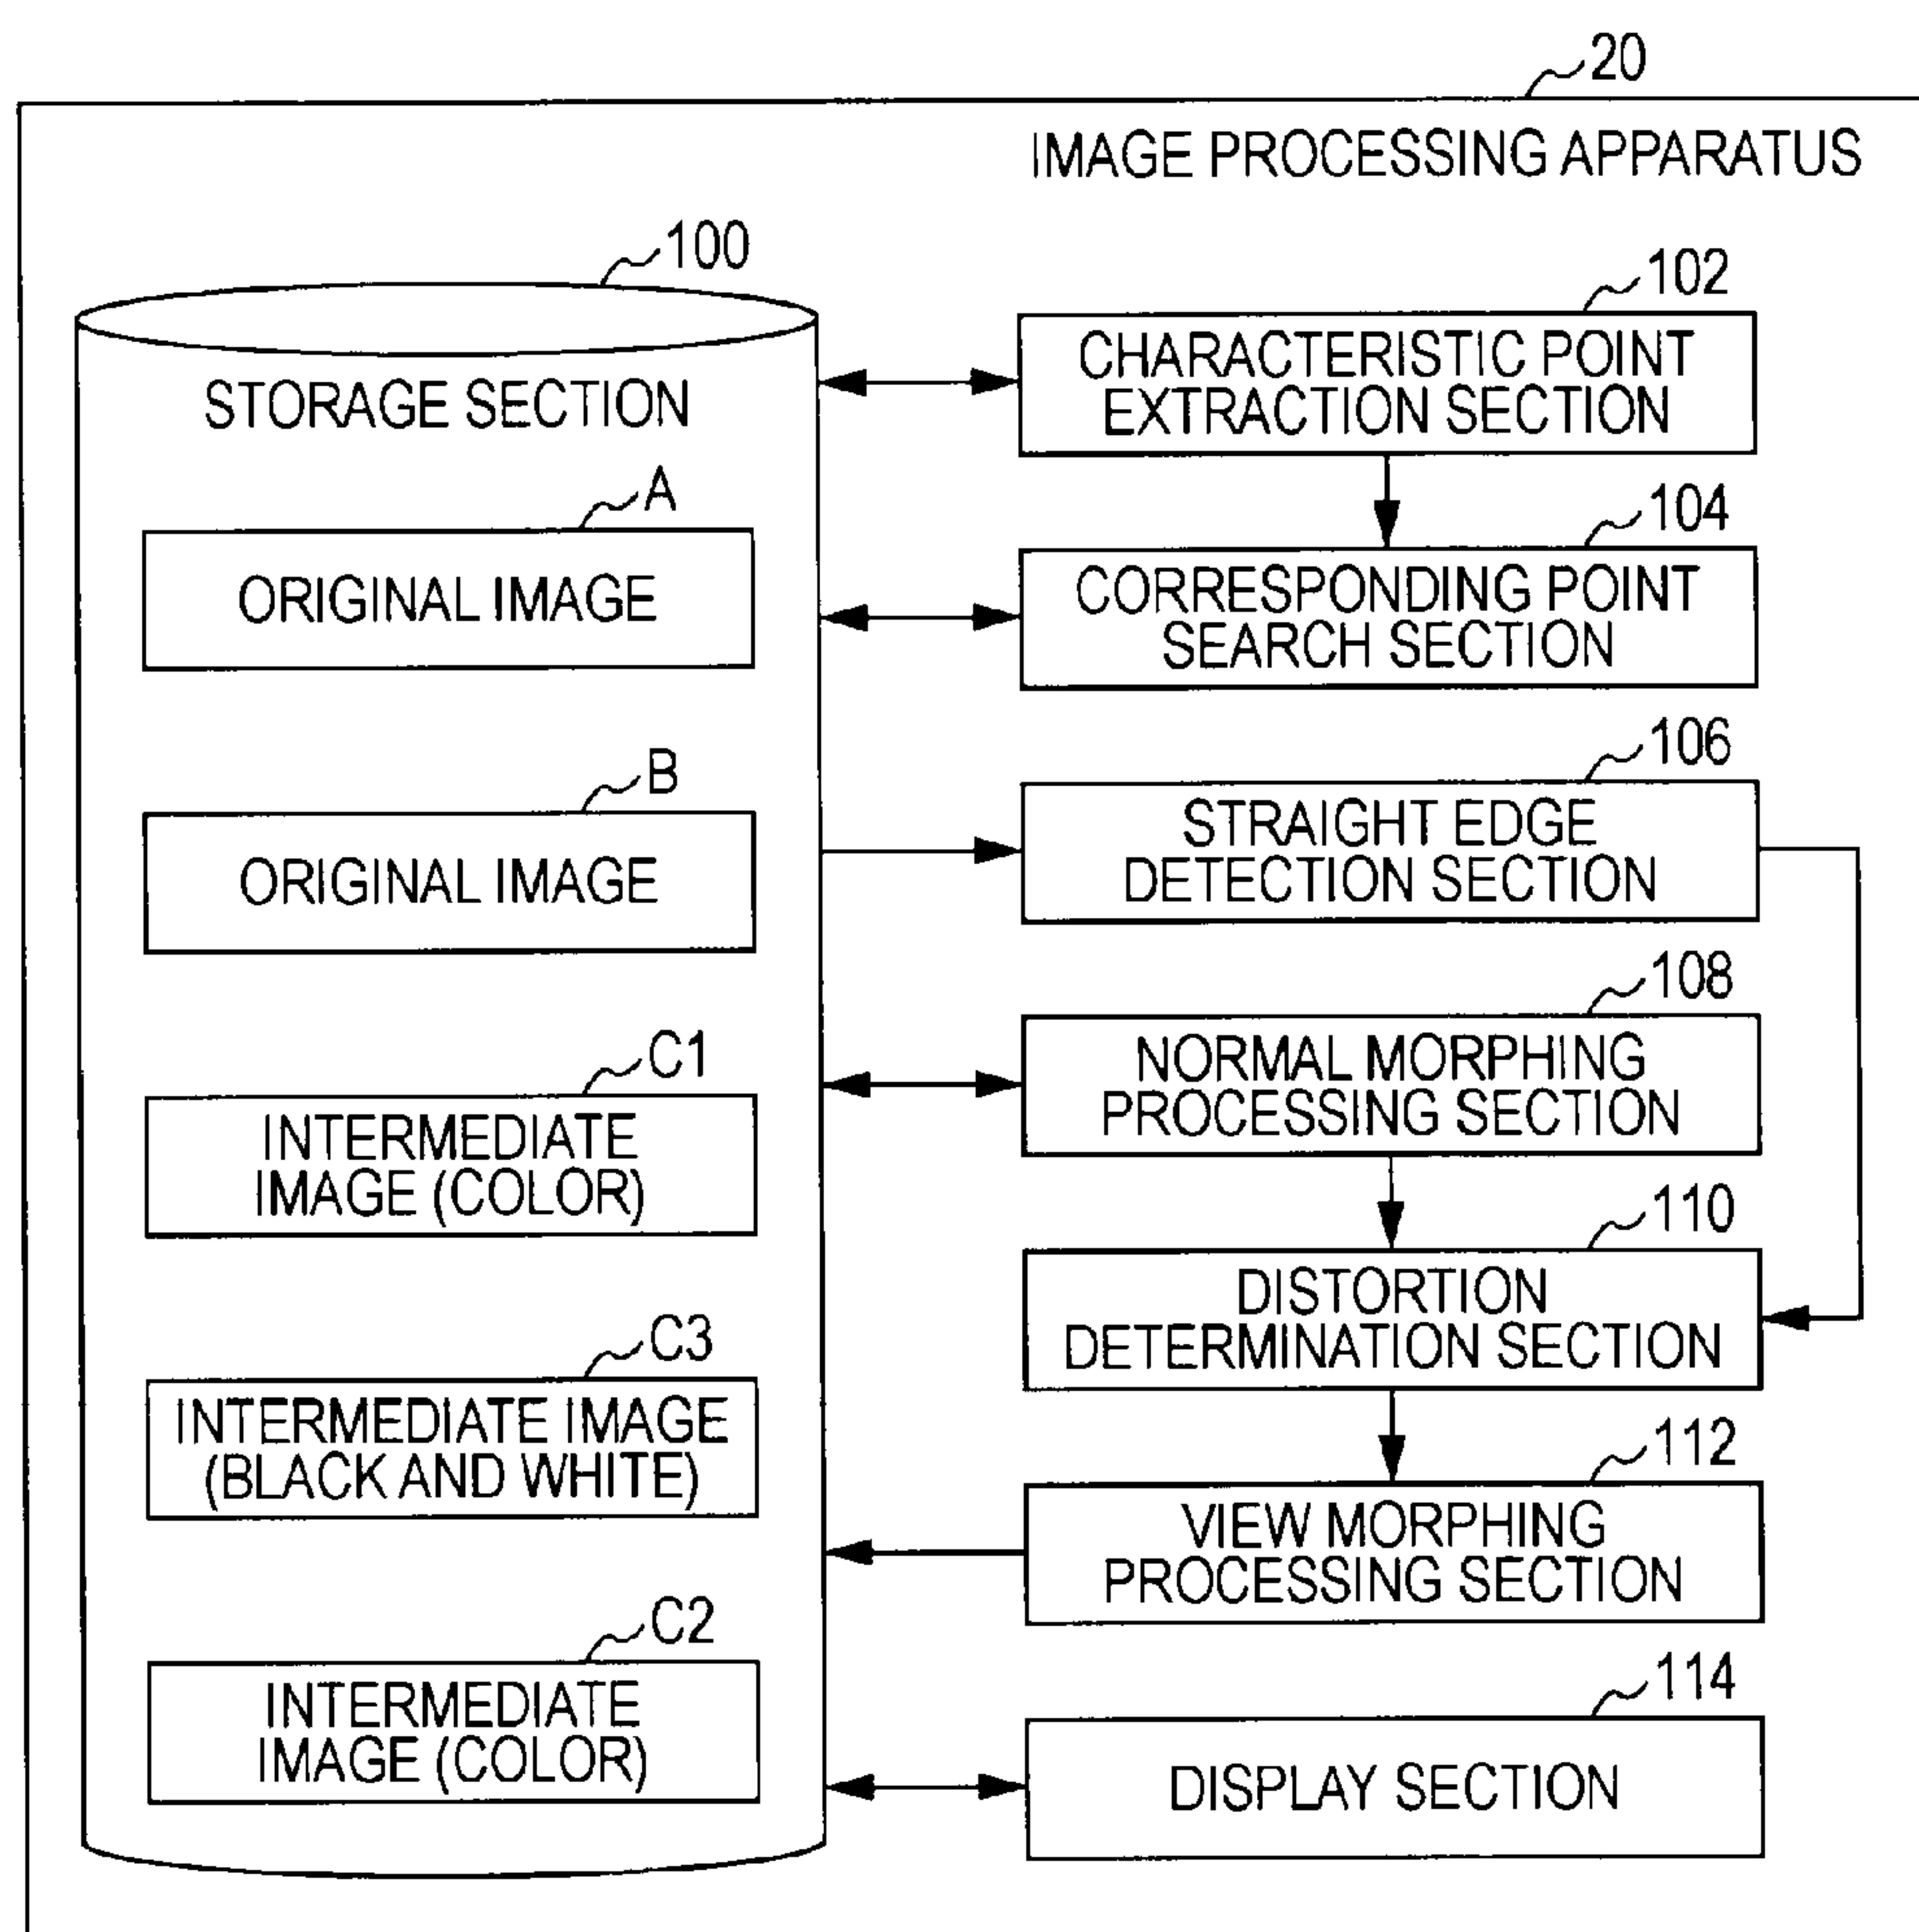 20
IMAGE PROCESSING APPARATUS
100
STORAGE SECTION
A
ORIGINAL IMAGE
B
ORIGINAL IMAGE
C1
INTERMEDIATE
IMAGE (COLOR)
C3
INTERMEDIATE IMAGE
(BLACK AND WHITE)
C2
INTERMEDIATE
IMAGE (COLOR)
102
CHARACTERISTIC POINT
EXTRACTION SECTION
104
CORRESPONDING POINT
SEARCH SECTION
106
STRAIGHT EDGE
DETECTION SECTION
108
NORMAL MORPHING
PROCESSING SECTION
110
DISTORTION
DETERMINATION SECTION
112
VIEW MORPHING
PROCESSING SECTION
114
DISPLAY SECTION